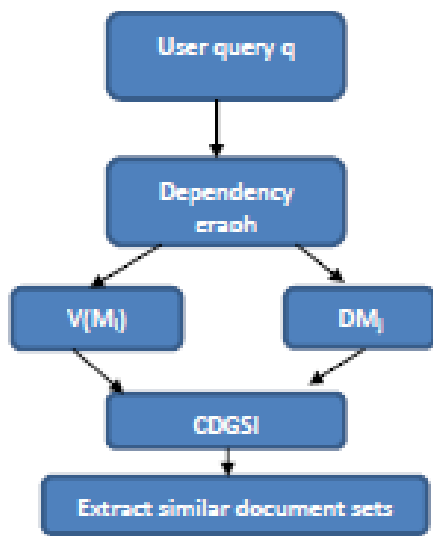 User query q
Dependency
graph
V(Mᵢ)
DMⱼ
CDGSI
Extract similar document sets